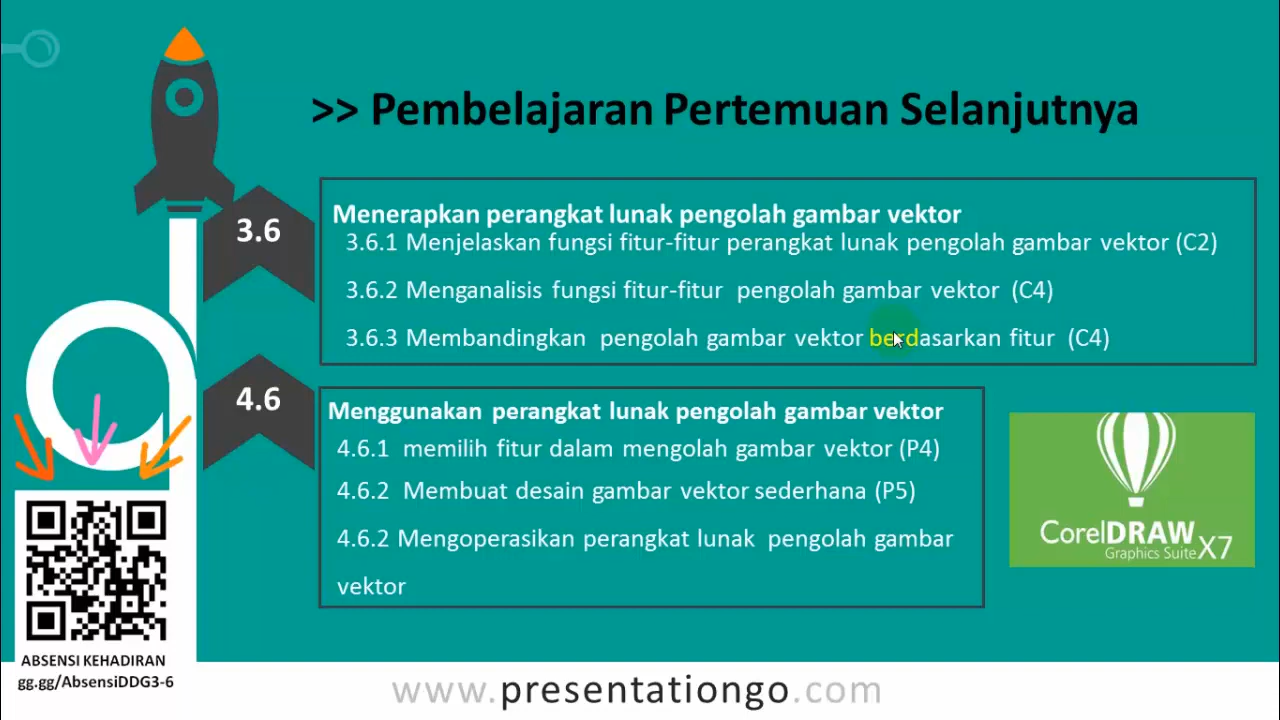 >> Pembelajaran Pertemuan Selanjutnya
3.6
Menerapkan perangkat lunak pengolah gambar vektor
3.6.1 Menjelaskan fungsi fitur-fitur perangkat lunak pengolah gambar vektor (C2)
3.6.2 Menganalisis fungsi fitur-fitur pengolah gambar vektor (C4)
3.6.3 Membandingkan pengolah gambar vektor berdasarkan fitur (C4)
4.6
Menggunakan perangkat lunak pengolah gambar vektor
4.6.1 memilih fitur dalam mengolah gambar vektor (P4)
4.6.2 Membuat desain gambar vektor sederhana (P5)
4.6.2 Mengoperasikan perangkat lunak pengolah gambar
vektor
CorelDRAW
Graphics Suite X7
ABSENSI KEHADIRAN
gg.gg/AbsensiDDG3-6
www.presentationgo.com